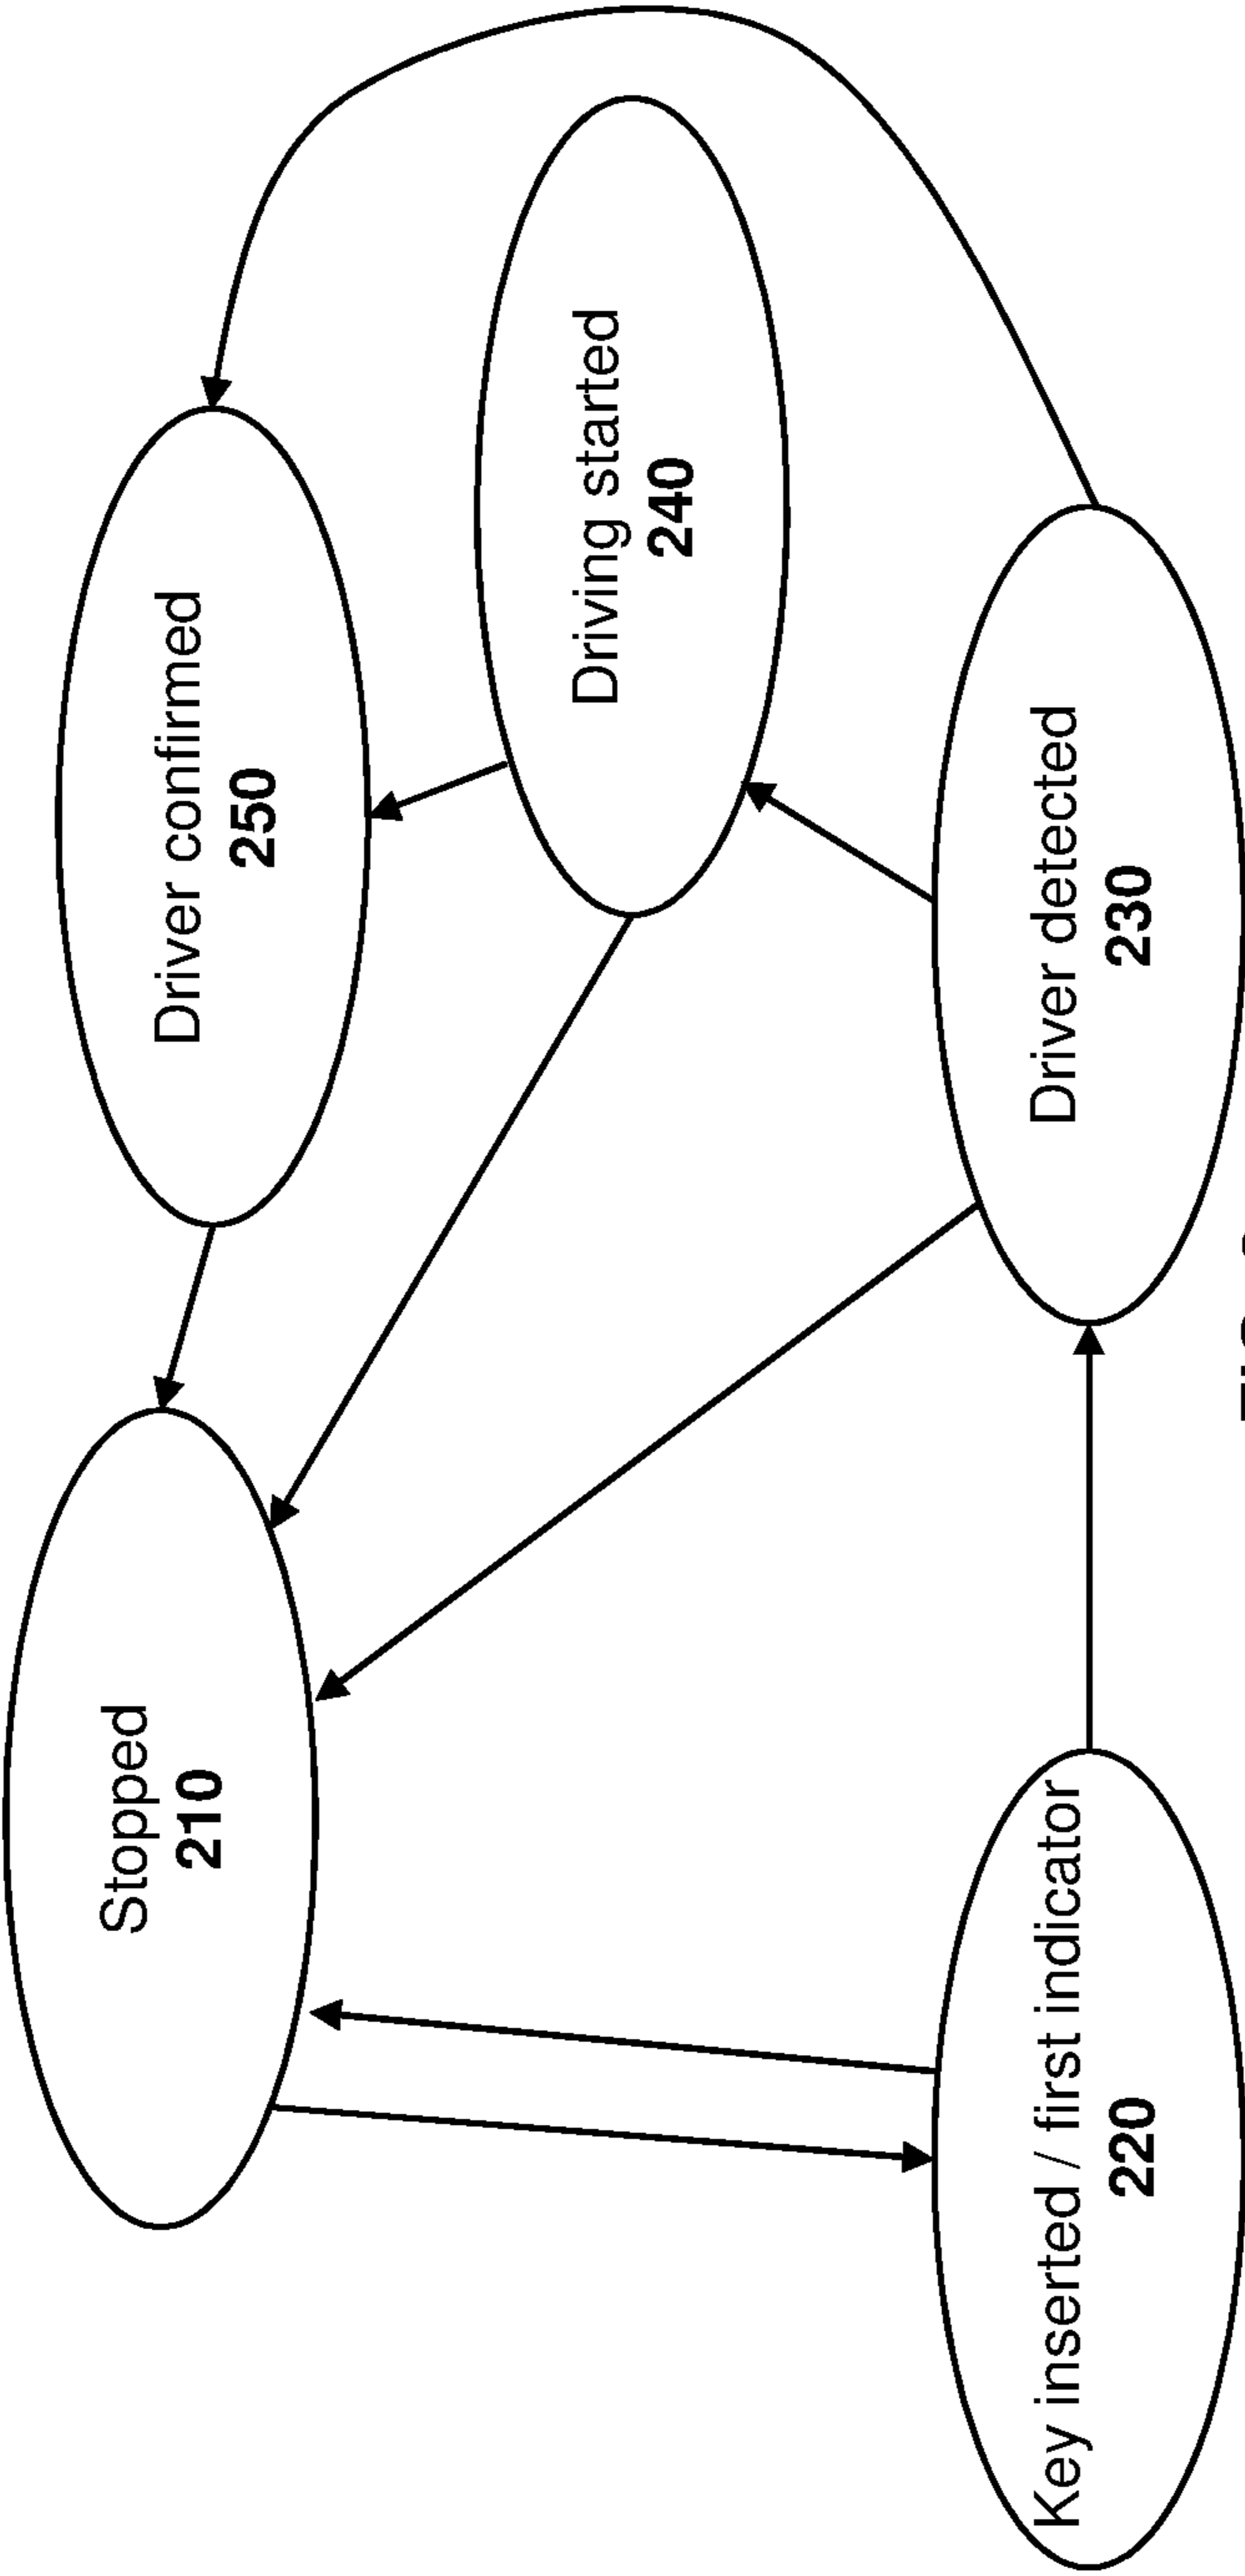 Stopped
210
Driver confirmed
250
Driving started
240
Key inserted / first indicator
220
Driver detected
230